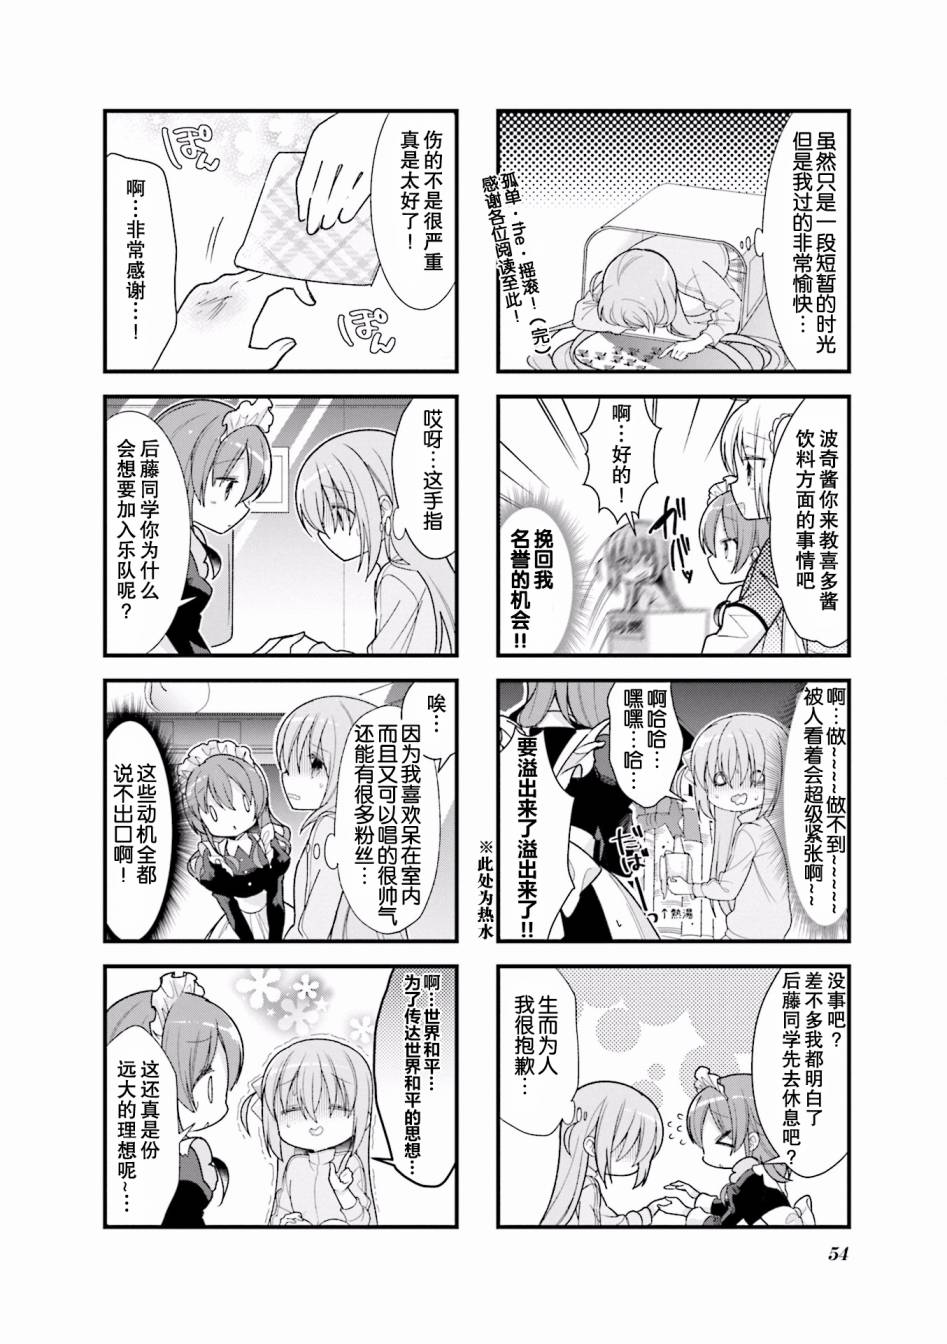 虽然只是一段短暂的时光
但是我过的非常愉快…
孤单·the·摇滚！（完）
感谢各位阅读至此！
波奇酱你来教喜多酱
饮料方面的事情吧
啊…好的！
ガッ
挽回我
名誉的机会!!
啊…做~~~~做不到~~~~~
被人看着会超级紧张啊~~~~
啊哈哈…
嘿嘿…哈…
要溢出来了溢出来了!!
だばーっ
↑熱湯
※此处为热水
没事吧？
差不多我都明白了
后藤同学先去休息吧？
生而为人
我很抱歉…
伤的不是很严重
真是太好了！
ぽん
ぽん
啊…非常
感谢…！
哎呀…这手指
后藤同学你为什么
会想要加入乐队呢？
唉…
因为我喜欢呆在室内
而且又可以唱的很帅气
还能有很多粉丝…
这些动机全都
说不出口啊！
啊…世界和平…
为了传达世界和平的思想…
这还真是份
远大的理想呢~…
54